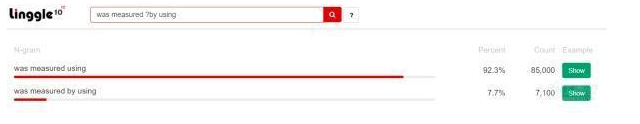 Linggle 10
was measured ?by using ?
N-gram Percent Count Example
was measured using 92.3% 85,000 Show
was measured by using 7.7% 7,100 Show